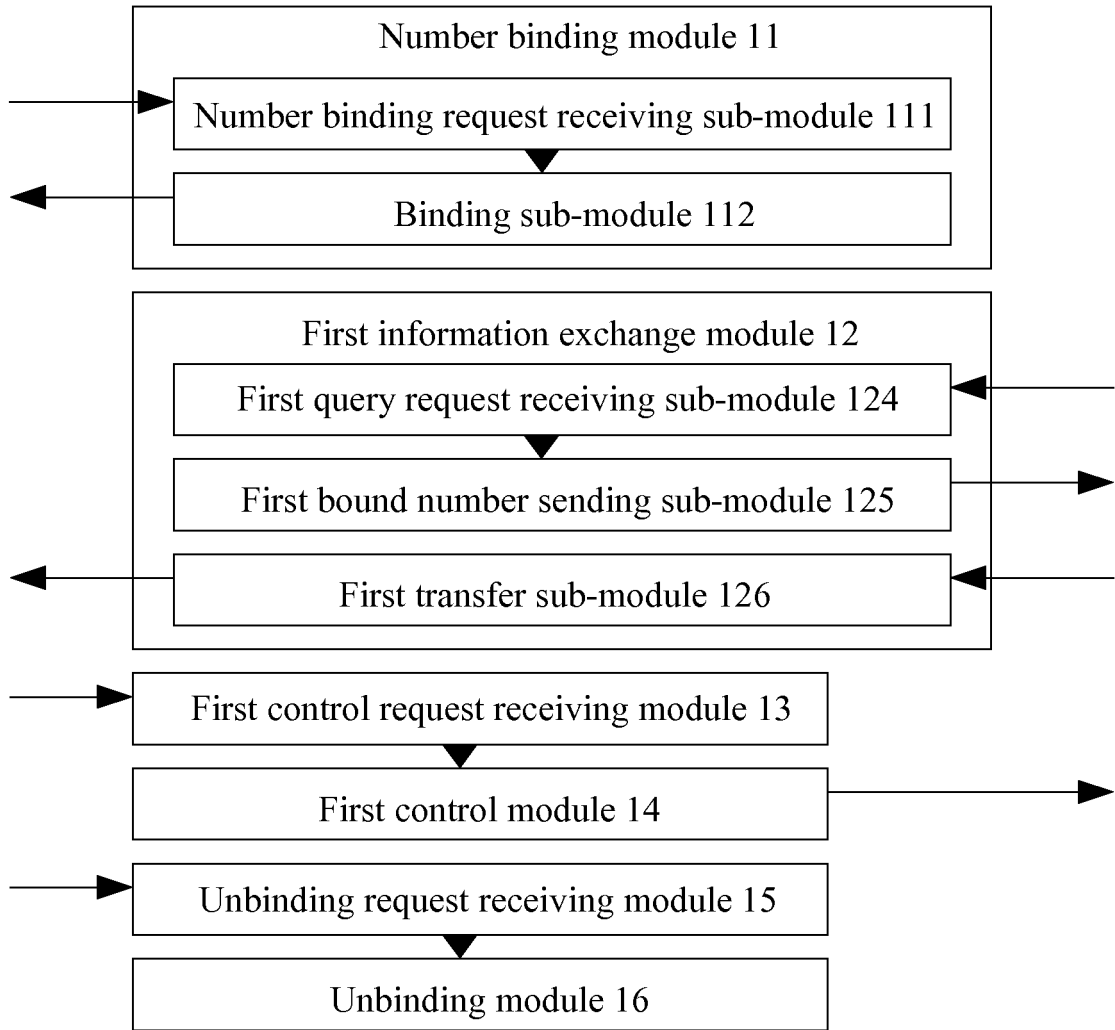 Number binding module 11
Number binding request receiving sub-module 111
Binding sub-module 112
First information exchange module 12
First query request receiving sub-module 124
First bound number sending sub-module 125
First transfer sub-module 126
First control request receiving module 13
First control module 14
Unbinding request receiving module 15
Unbinding module 16